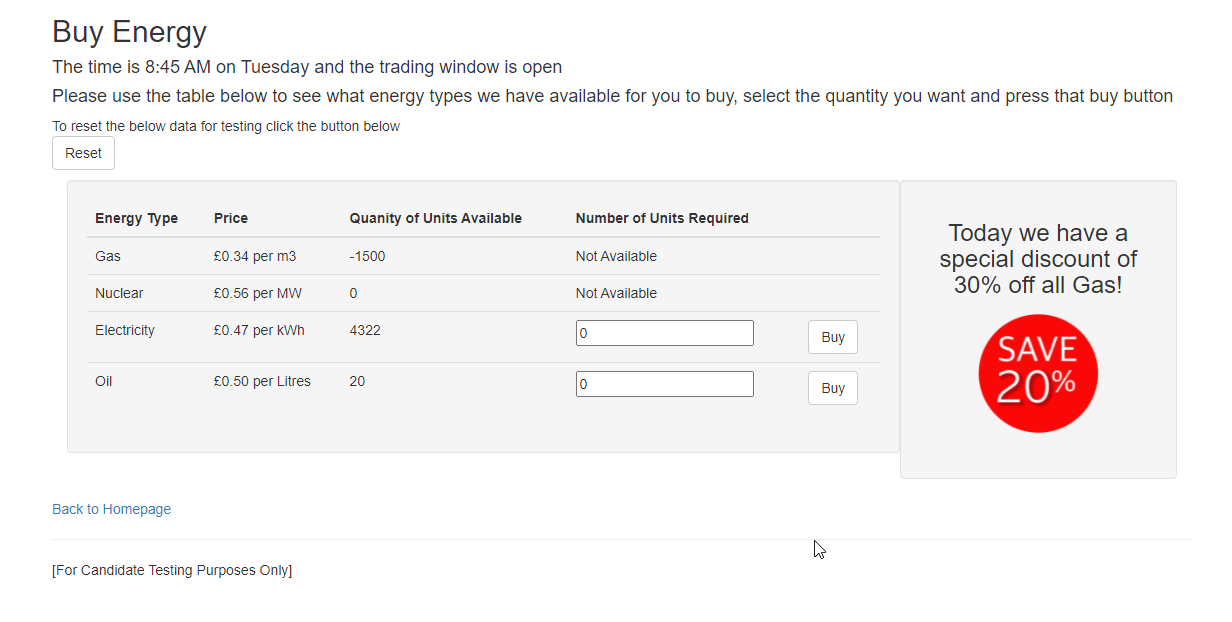 Buy Energy
The time is 8:45 AM on Tuesday and the trading window is open
Please use the table below to see what energy types we have available for you to buy, select the quantity you want and press that buy button
To reset the below data for testing click the button below
Reset
Energy Type Price Quanity of Units Available Number of Units Required
Gas £0.34 per m3 -1500 Not Available
Nuclear £0.56 per MW 0 Not Available
Electricity £0.47 per kWh 4322 0 Buy
Oil £0.50 per Litres 20 0 Buy
Today we have a
special discount of
30% off all Gas!
SAVE
20%
Back to Homepage
[For Candidate Testing Purposes Only]